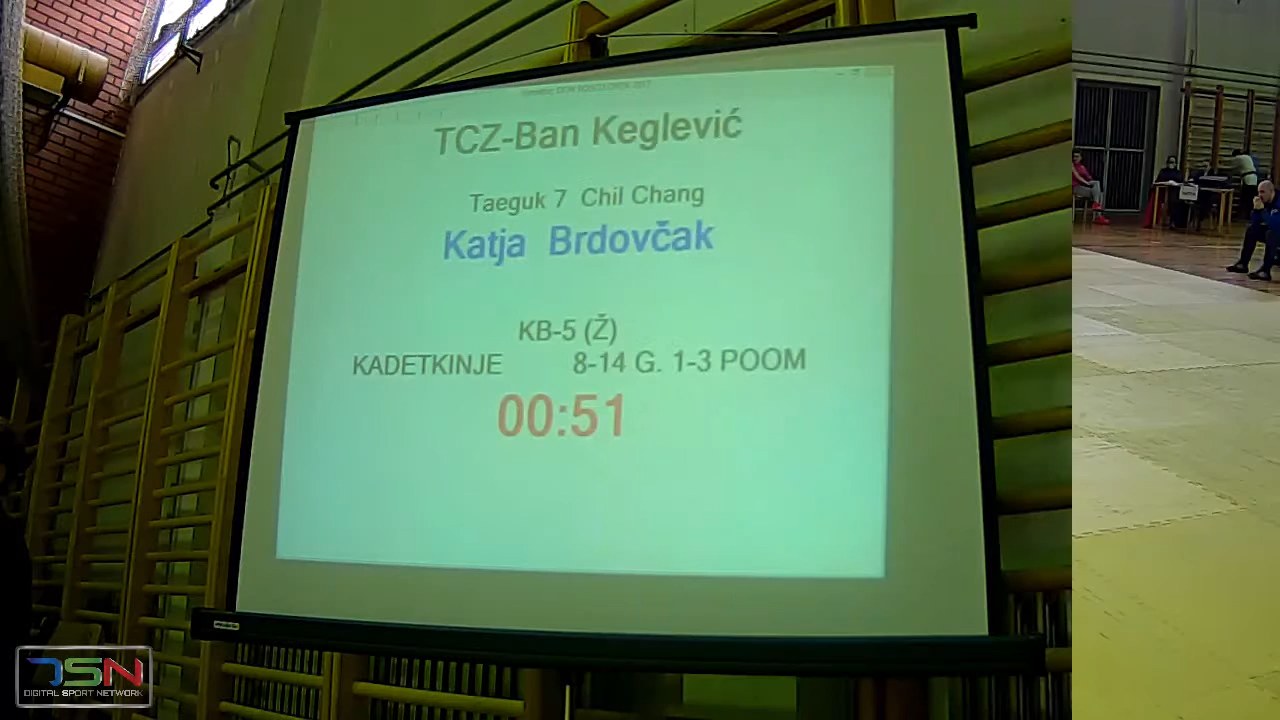 TCZ-Ban Keglević
Taeguk 7 Chil Chang
Katja Brdovčak
KB-5 (Ž)
KADETKINJE 8-14 G. 1-3 POOM
00:51
DSN
DIGITAL SPORT NETWORK